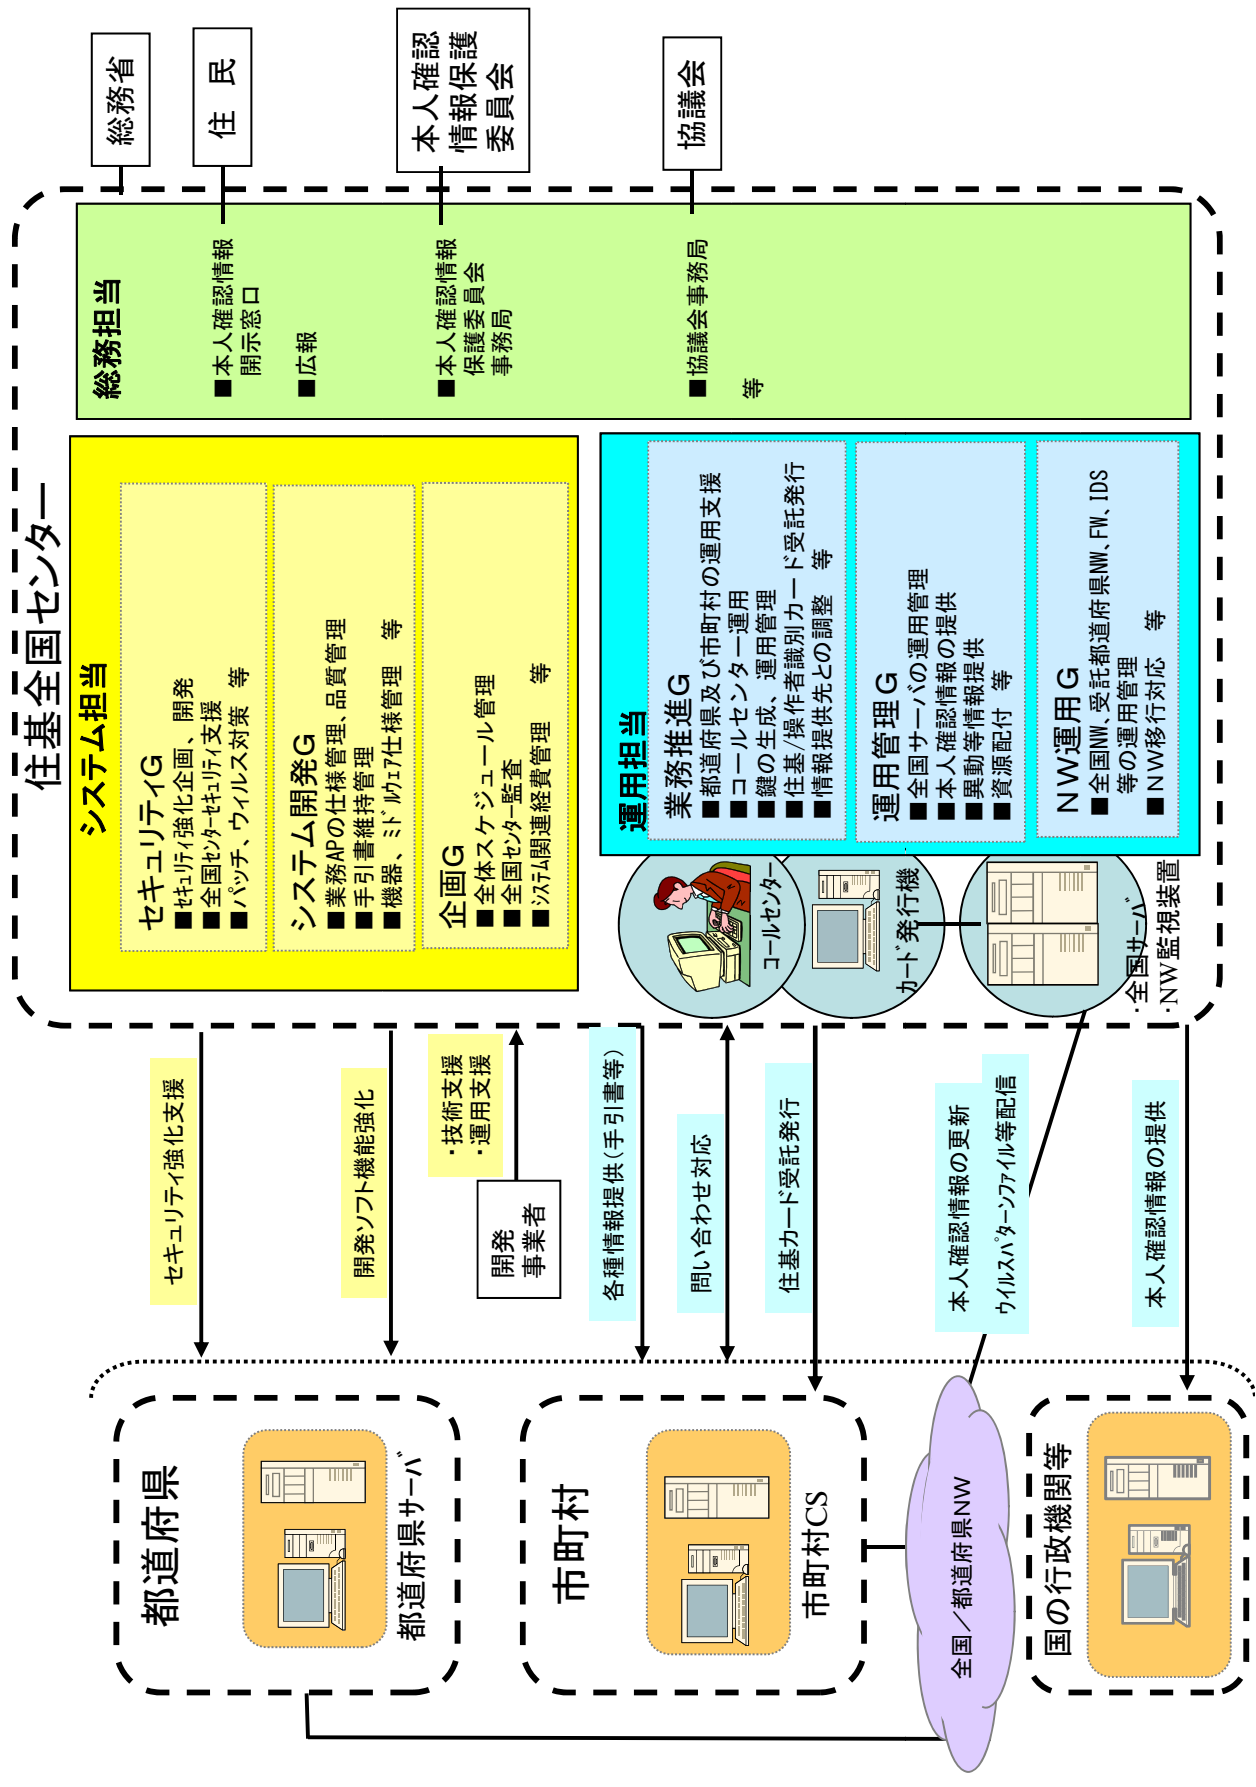 住基全国センター
システム担当
セキュリティG
■セキュリティ強化企画、開発
■全国センターセキュリティ支援
■パッチ、ウィルス対策　等
システム開発G
■業務APの仕様管理、品質管理
■手引書維持管理
■機器、ミドルウェア仕様管理　等
企画G
■全体スケジュール管理
■全国センター監査
■システム関連経費管理　　等
運用担当
業務推進G
■都道府県及び市町村の運用支援
■コールセンター運用
■鍵の生成、運用管理
■住基/操作者識別カード受託発行
■情報提供先との調整　等
運用管理G
■全国サーバの運用管理
■本人確認情報の提供
■異動等情報提供
■資源配付　等
NW運用G
■全国NW、受託都道府県NW、FW、IDS
等の運用管理
■NW移行対応　等
総務担当
■本人確認情報
開示窓口
■広報
■本人確認情報
保護委員会
事務局
■協議会事務局
等
総務省
住　民
本人確認
情報保護
委員会
協議会
コールセンター
カード発行機
・全国サーバ
・NW監視装置
セキュリティ強化支援
開発ソフト機能強化
・技術支援
・運用支援
開発
事業者
各種情報提供（手引書等）
問い合わせ対応
住基カード受託発行
本人確認情報の更新
ウイルスパターンファイル等配信
本人確認情報の提供
都道府県
都道府県サーバ
市町村
市町村CS
全国／都道府県NW
国の行政機関等